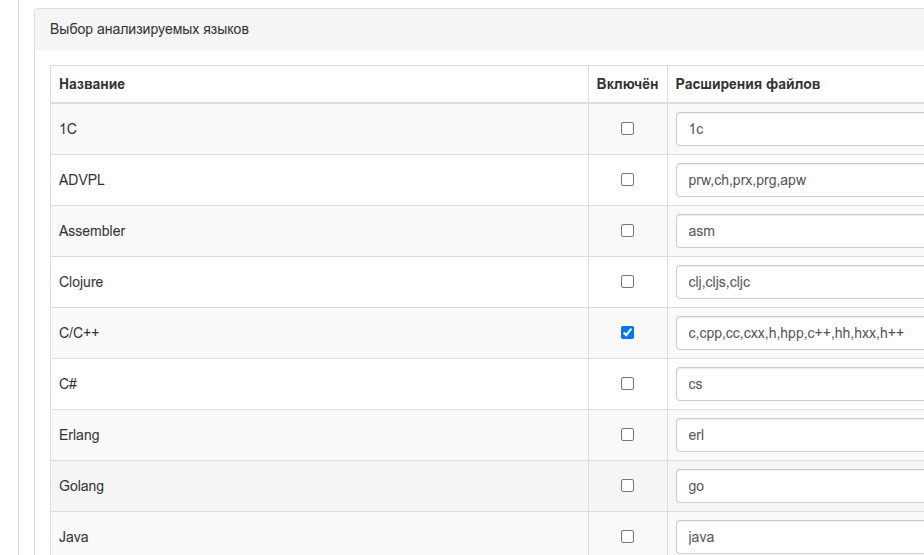 Выбор анализируемых языков
Название Включён Расширения файлов
1C 1c
ADVPL prw,ch,prx,prg,apw
Assembler asm
Clojure clj,cljs,cljc
C/C++ c,cpp,cc,cxx,h,hpp,c++,hh,hxx,h++
C# cs
Erlang erl
Golang go
Java java